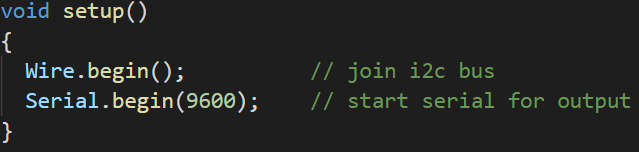 void setup()
{
  Wire.begin();          // join i2c bus
  Serial.begin(9600);    // start serial for output
}